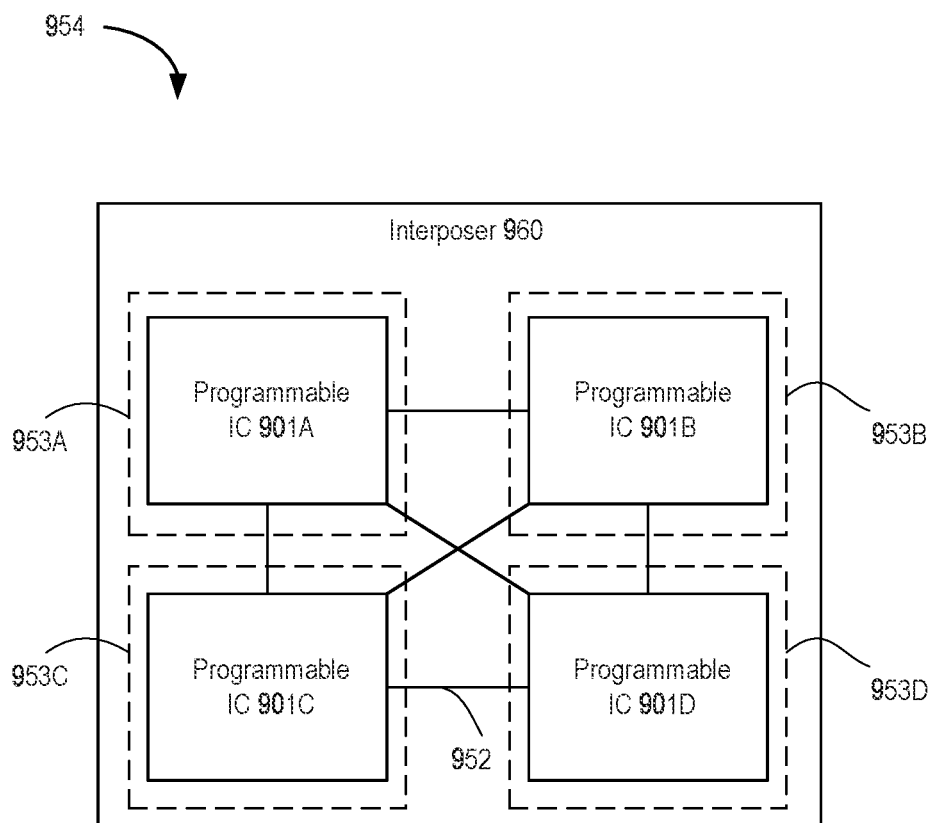 954
Interposer 960
Programmable
IC 901A
Programmable
IC 901B
953A
953B
Programmable
IC 901C
Programmable
IC 901D
953C
953D
952